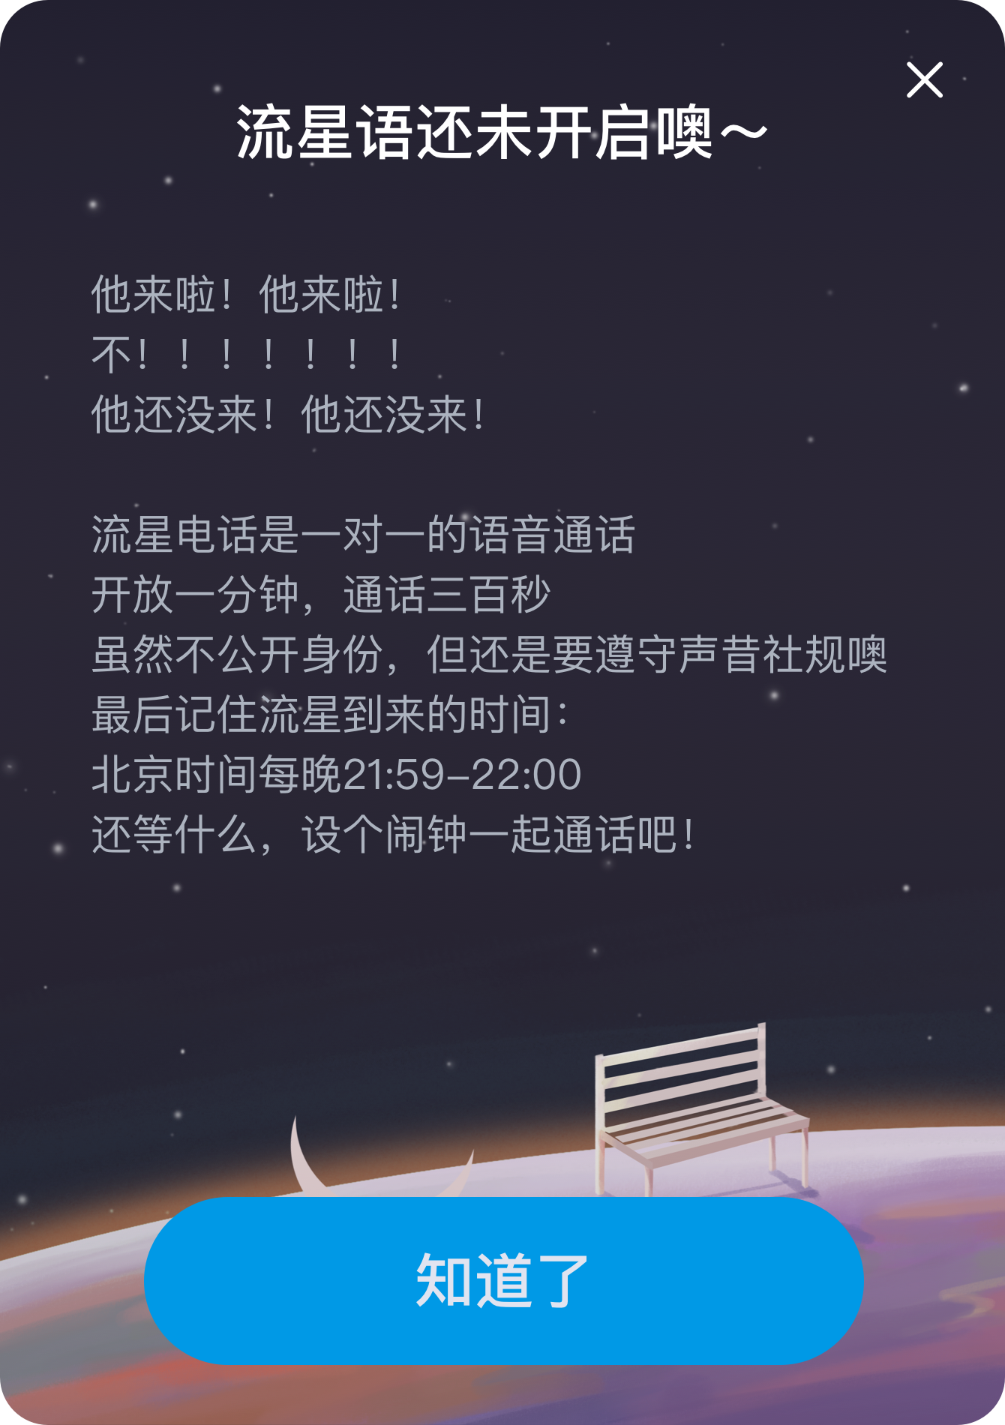 流星语还未开启噢～
他来啦！他来啦！
不！！！！！！！
他还没来！他还没来！
流星电话是一对一的语音通话
开放一分钟，通话三百秒
虽然不公开身份，但还是要遵守声昔社规噢
最后记住流星到来的时间：
北京时间每晚21:59–22:00
还等什么，设个闹钟一起通话吧！
知道了